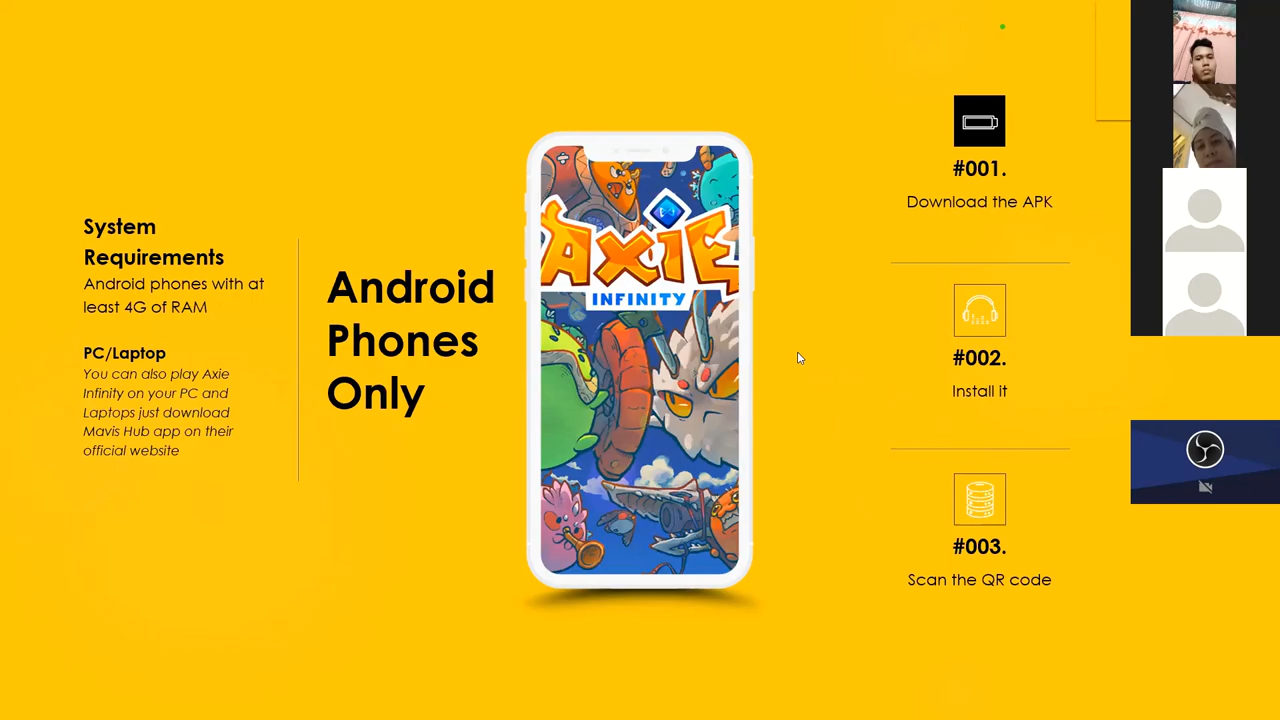 System
Requirements
Android phones with at
least 4G of RAM
PC/Laptop
You can also play Axie
Infinity on your PC and
Laptops just download
Mavis Hub app on their
official website
Android
Phones
Only
AXIE
INFINITY
#001.
Download the APK
#002.
Install it
#003.
Scan the QR code